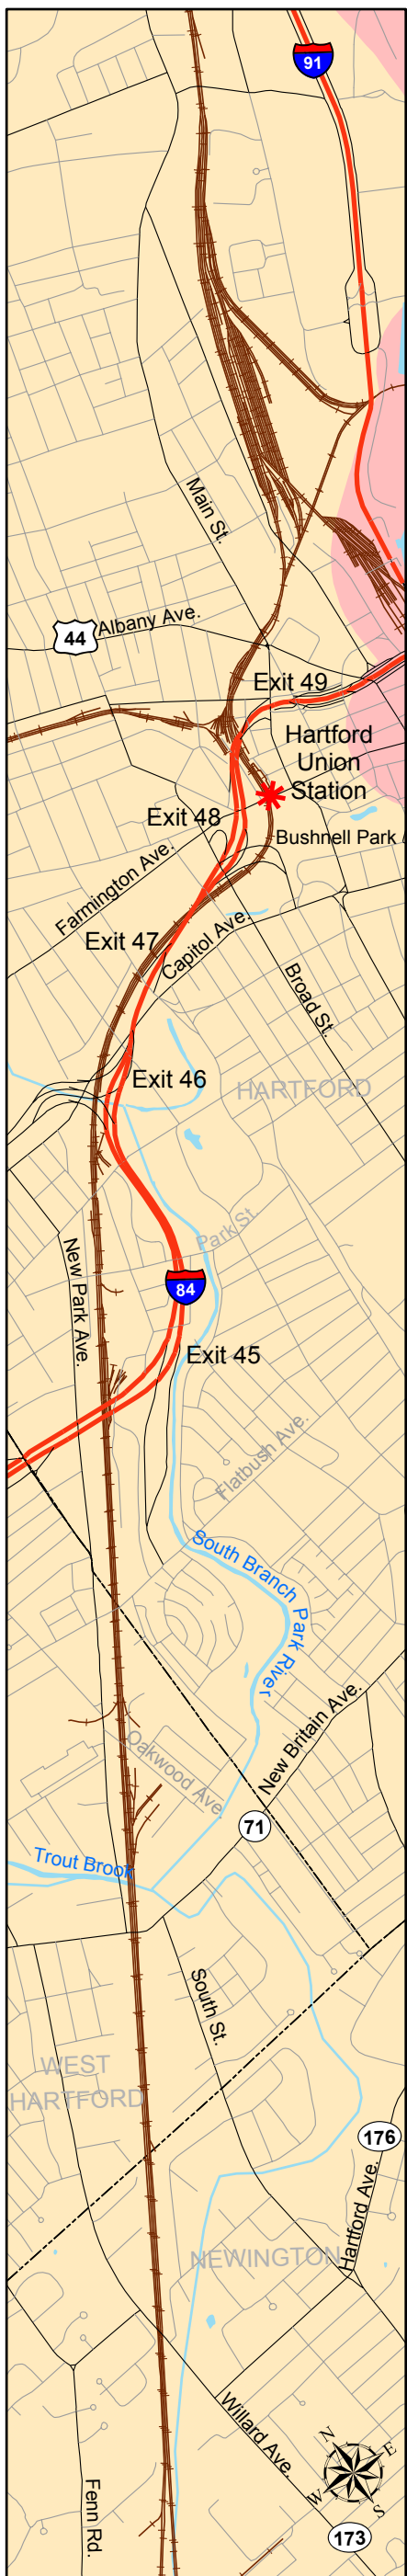 91
Main St.
44
Albany Ave.
Exit 49
Hartford
Union
Station
Exit 48
Bushnell Park
Farmington Ave.
Exit 47
Capitol Ave.
Broad St.
Exit 46
HARTFORD
Park St.
New Park Ave.
84
Exit 45
Flatbush Ave.
South Branch Park River
New Britain Ave.
Oakwood Ave.
71
Trout Brook
South St.
WEST
HARTFORD
176
Hartford Ave.
NEWINGTON
Willard Ave.
N
E
W
S
Fenn Rd.
173